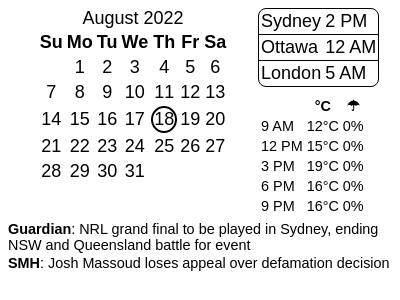 August 2022
Su Mo Tu We Th Fr Sa
1 2 3 4 5 6
7 8 9 10 11 12 13
14 15 16 17 18 19 20
21 22 23 24 25 26 27
28 29 30 31
Sydney 2 PM
Ottawa 12 AM
London 5 AM
°C ☂
9 AM 12°C 0%
12 PM 15°C 0%
3 PM 19°C 0%
6 PM 16°C 0%
9 PM 16°C 0%
Guardian: NRL grand final to be played in Sydney, ending
NSW and Queensland battle for event
SMH: Josh Massoud loses appeal over defamation decision